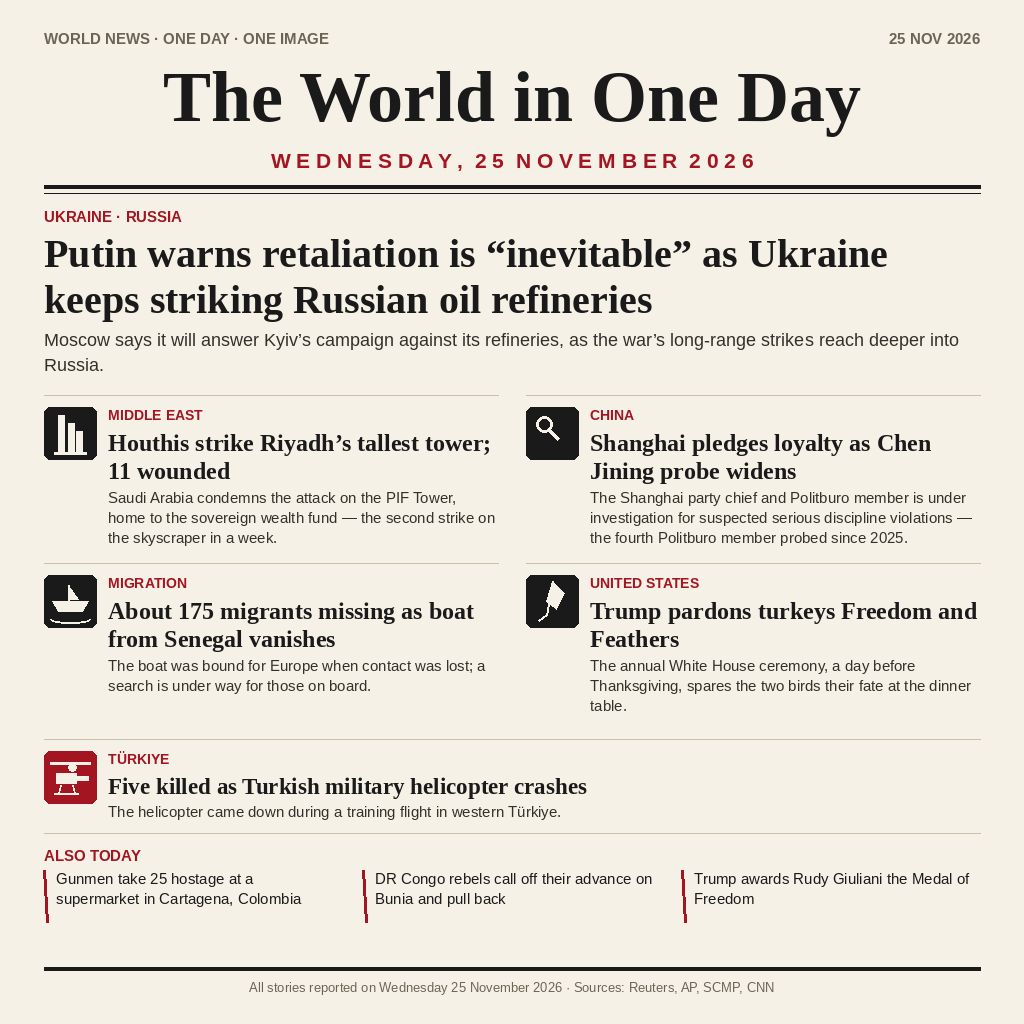 WORLD NEWS · ONE DAY · ONE IMAGE
25 NOV 2026
The World in One Day
WEDNESDAY, 25 NOVEMBER 2026
UKRAINE · RUSSIA
Putin warns retaliation is “inevitable” as Ukraine
keeps striking Russian oil refineries
Moscow says it will answer Kyiv’s campaign against its refineries, as the war’s long-range strikes reach deeper into
Russia.
MIDDLE EAST
Houthis strike Riyadh’s tallest tower;
11 wounded
Saudi Arabia condemns the attack on the PIF Tower,
home to the sovereign wealth fund — the second strike on
the skyscraper in a week.
CHINA
Shanghai pledges loyalty as Chen
Jining probe widens
The Shanghai party chief and Politburo member is under
investigation for suspected serious discipline violations —
the fourth Politburo member probed since 2025.
MIGRATION
About 175 migrants missing as boat
from Senegal vanishes
The boat was bound for Europe when contact was lost; a
search is under way for those on board.
UNITED STATES
Trump pardons turkeys Freedom and
Feathers
The annual White House ceremony, a day before
Thanksgiving, spares the two birds their fate at the dinner
table.
TÜRKIYE
Five killed as Turkish military helicopter crashes
The helicopter came down during a training flight in western Türkiye.
ALSO TODAY
Gunmen take 25 hostage at a
supermarket in Cartagena, Colombia
DR Congo rebels call off their advance on
Bunia and pull back
Trump awards Rudy Giuliani the Medal of
Freedom
All stories reported on Wednesday 25 November 2026 · Sources: Reuters, AP, SCMP, CNN